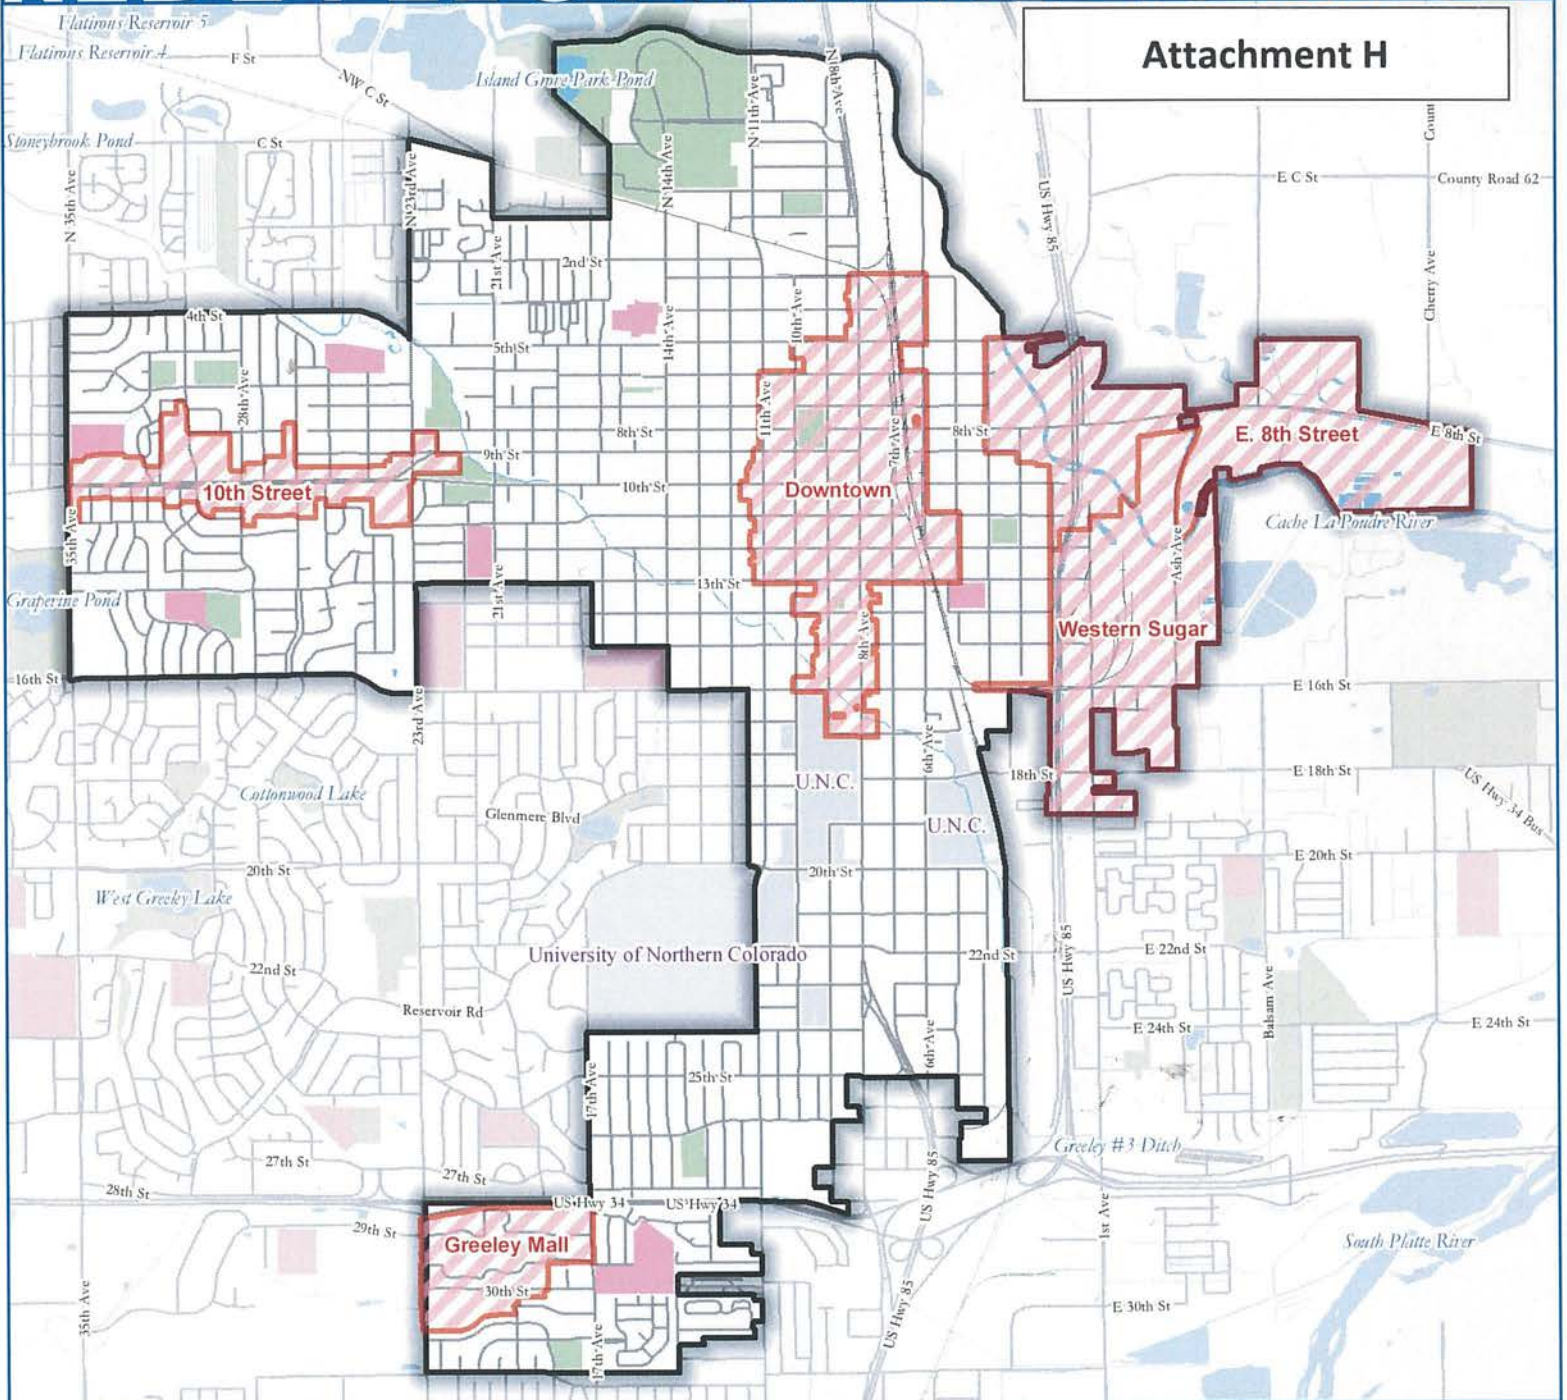 Attachment H
Flatirons Reservoir 5
Flatirons Reservoir 4
F St
NW C St
Island Grove Park Pond
N 11th Ave
N 8th Ave
Stoneybrook Pond
C St
N 35th Ave
N 23rd Ave
N 14th Ave
US Hwy 85
E C St
County Road 62
Cherry Ave
21st Ave
2nd St
10th Ave
4th St
5th St
14th Ave
28th Ave
11th Ave
8th St
7th Ave
8th St
E. 8th Street
E 8th St
9th St
10th Street
10th St
Downtown
35th Ave
Cache La Poudre River
Ash Ave
21st Ave
13th St
Grapevine Pond
8th Ave
Western Sugar
16th St
23rd Ave
E 16th St
6th Ave
U.N.C.
18th St
E 18th St
US Hwy 34 Bus
Cottonwood Lake
Glenmere Blvd
U.N.C.
20th St
20th St
E 20th St
West Greeley Lake
University of Northern Colorado
22nd St
22nd St
US Hwy 85
E 22nd St
Balsam Ave
Reservoir Rd
E 24th St
E 24th St
6th Ave
17th Ave
25th St
Greeley #3 Ditch
27th St
27th St
28th St
US Hwy 34
US Hwy 34
US Hwy 85
1st Ave
29th St
Greeley Mall
South Platte River
30th St
35th Ave
17th Ave
US Hwy 85
E 30th St